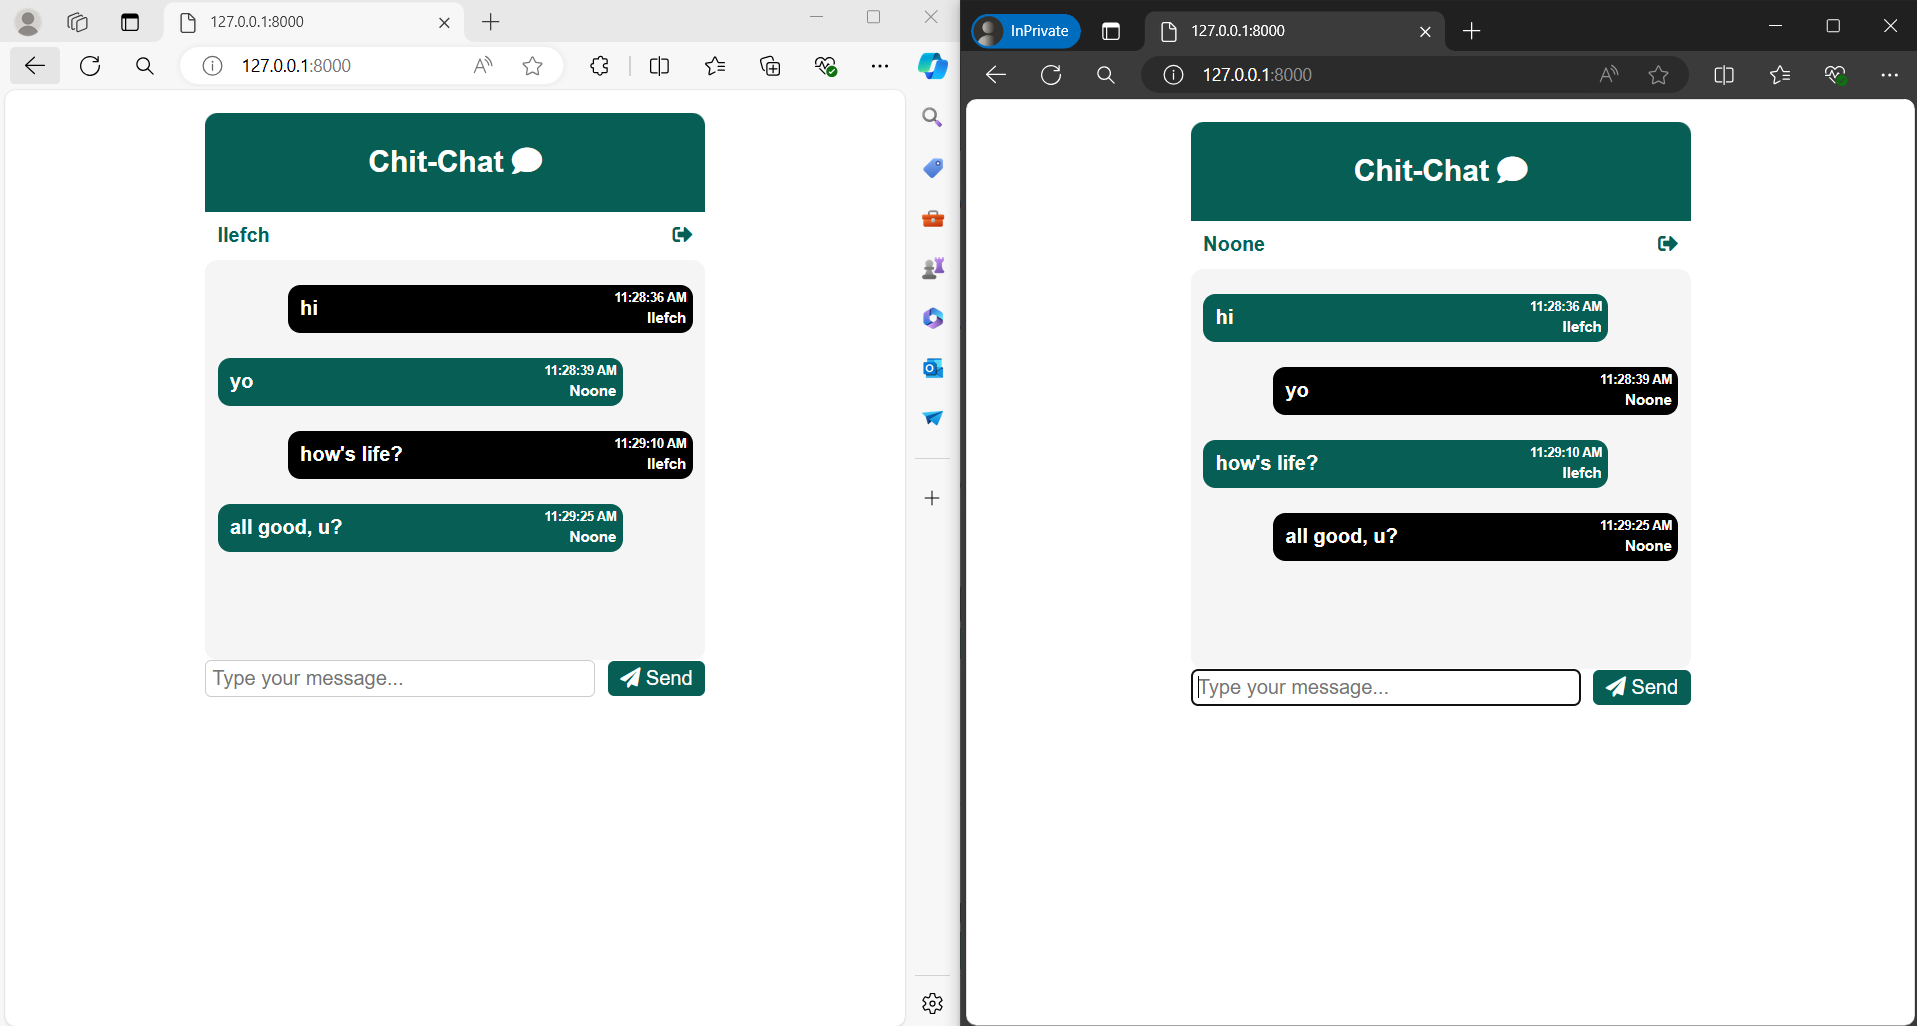 127.0.0.1:8000
127.0.0.1:8000
Chit-Chat
Ilefch
hi
11:28:36 AM
Ilefch
yo
11:28:39 AM
Noone
how's life?
11:29:10 AM
Ilefch
all good, u?
11:29:25 AM
Noone
Type your message...
Send
InPrivate
127.0.0.1:8000
127.0.0.1:8000
Chit-Chat
Noone
hi
11:28:36 AM
Ilefch
yo
11:28:39 AM
Noone
how's life?
11:29:10 AM
Ilefch
all good, u?
11:29:25 AM
Noone
Type your message...
Send